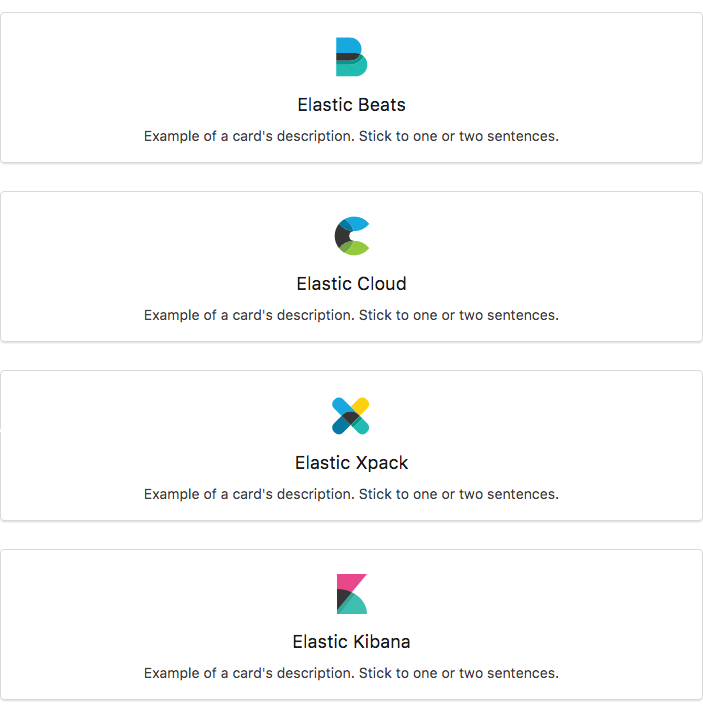 Elastic Beats
Example of a card's description. Stick to one or two sentences.
Elastic Cloud
Example of a card's description. Stick to one or two sentences.
Elastic Xpack
Example of a card's description. Stick to one or two sentences.
Elastic Kibana
Example of a card's description. Stick to one or two sentences.